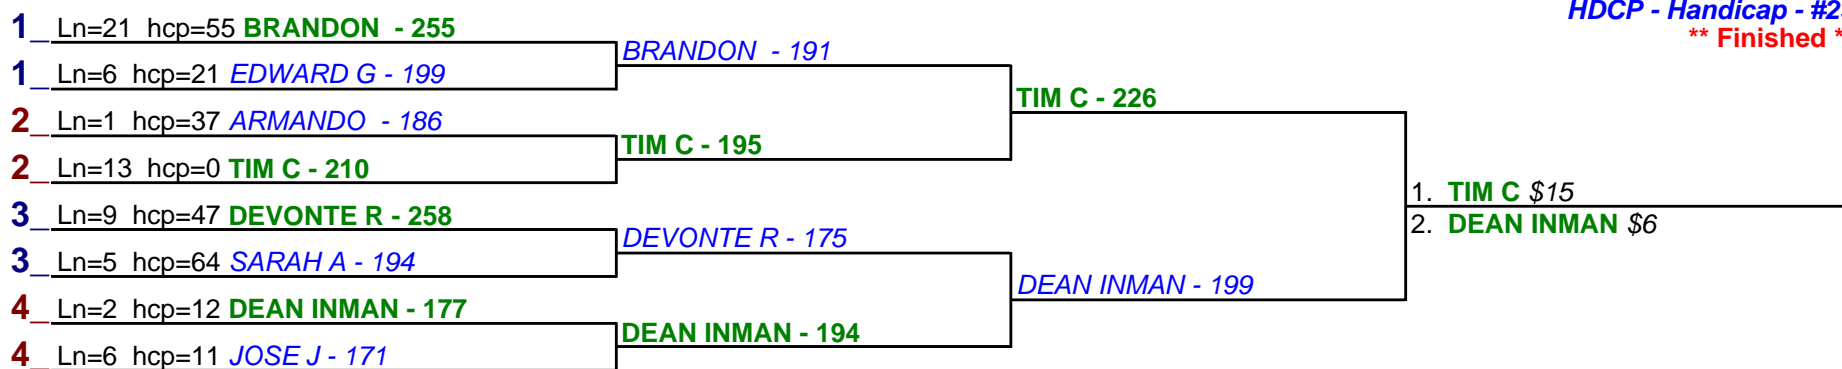 HDCP - Handicap - #2
** Finished *
1_ Ln=21 hcp=55 BRANDON - 255
BRANDON - 191
1_ Ln=6 hcp=21 EDWARD G - 199
TIM C - 226
2_ Ln=1 hcp=37 ARMANDO - 186
TIM C - 195
2_ Ln=13 hcp=0 TIM C - 210
1. TIM C $15
3_ Ln=9 hcp=47 DEVONTE R - 258
2. DEAN INMAN $6
DEVONTE R - 175
3_ Ln=5 hcp=64 SARAH A - 194
DEAN INMAN - 199
4_ Ln=2 hcp=12 DEAN INMAN - 177
DEAN INMAN - 194
4_ Ln=6 hcp=11 JOSE J - 171